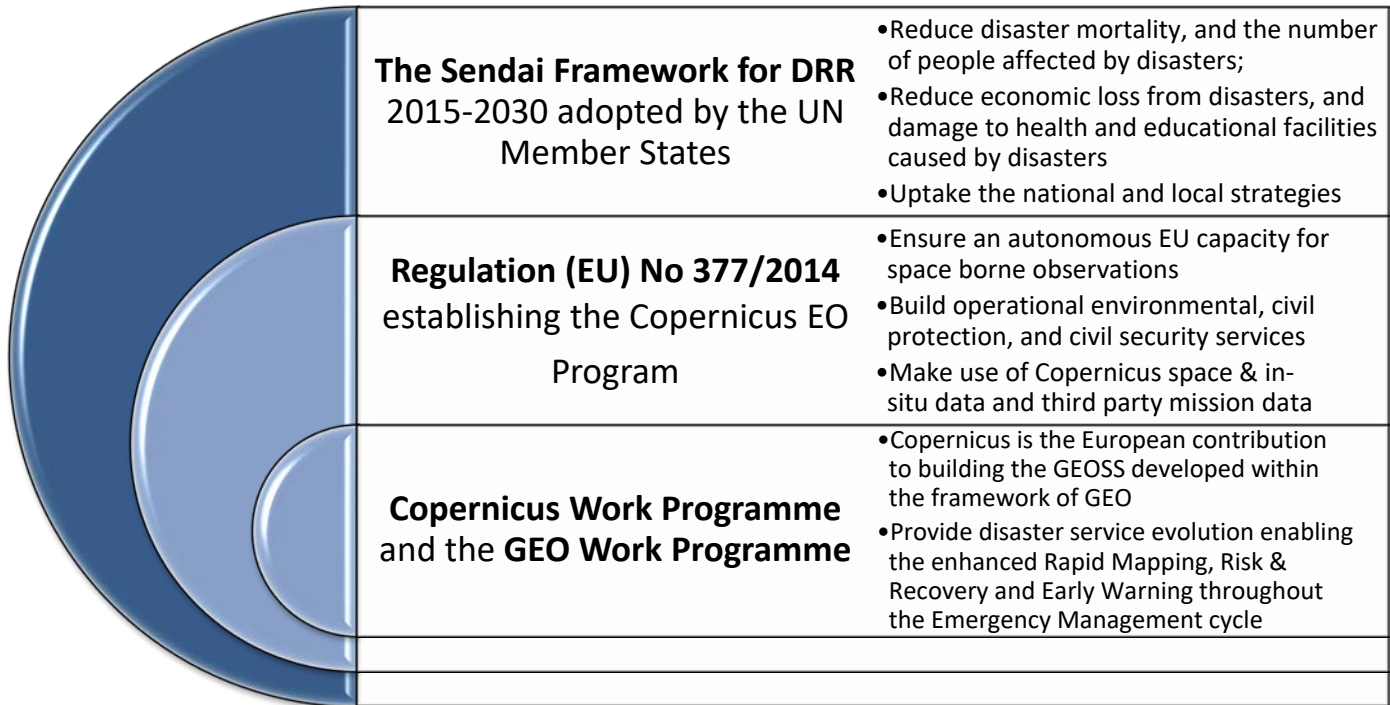 The Sendai Framework for DRR
2015-2030 adopted by the UN
Member States
•Reduce disaster mortality, and the number
of people affected by disasters;
•Reduce economic loss from disasters, and
damage to health and educational facilities
caused by disasters
•Uptake the national and local strategies
Regulation (EU) No 377/2014
establishing the Copernicus EO
Program
•Ensure an autonomous EU capacity for
space borne observations
•Build operational environmental, civil
protection, and civil security services
•Make use of Copernicus space & in-
situ data and third party mission data
Copernicus Work Programme
and the GEO Work Programme
•Copernicus is the European contribution
to building the GEOSS developed within
the framework of GEO
•Provide disaster service evolution enabling
the enhanced Rapid Mapping, Risk &
Recovery and Early Warning throughout
the Emergency Management cycle